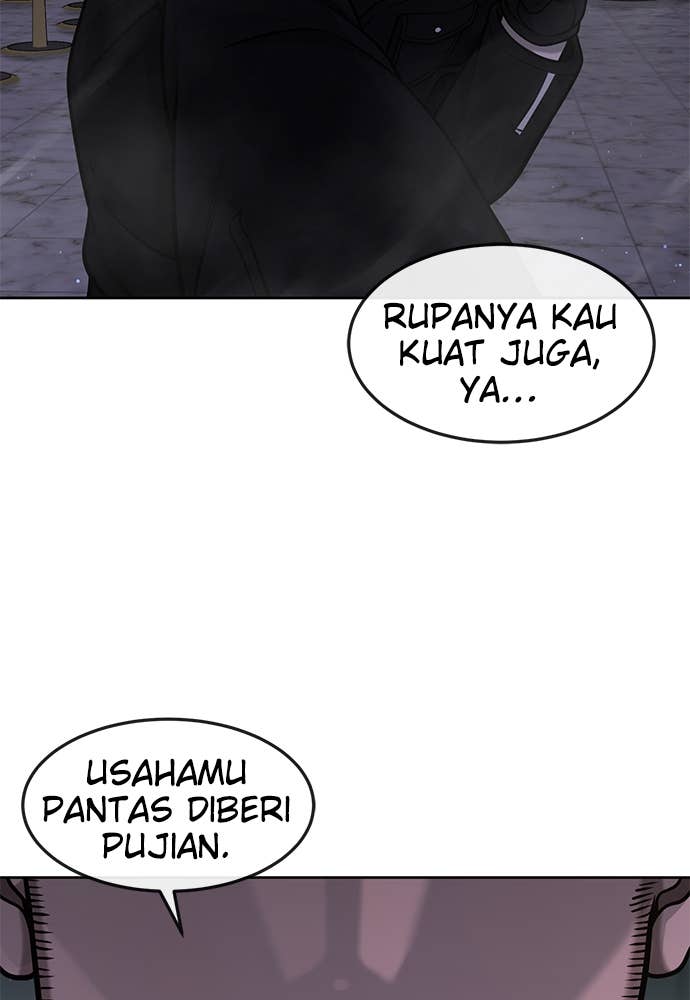 RUPANYA KAU
KUAT JUGA,
YA...
USAHAMU
PANTAS DIBERI
PUJIAN.